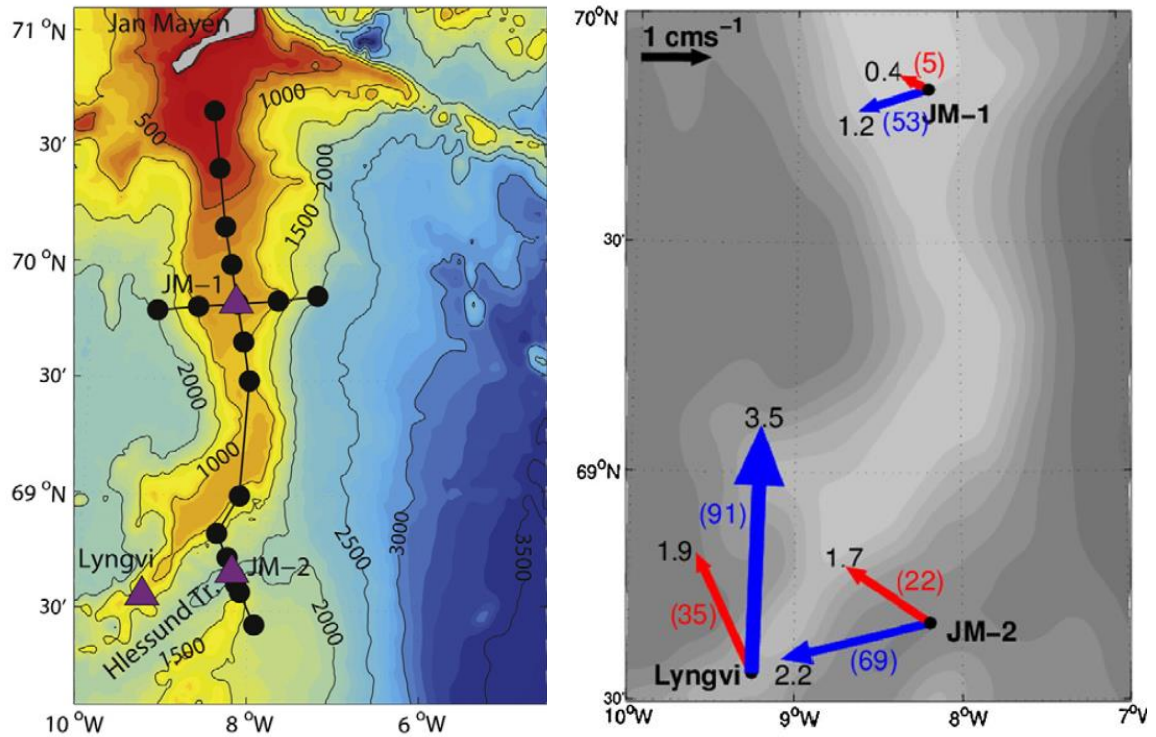 71 °N
Jan Mayen
1000
500
30'
2000
1500
70 °N
JM−1
30'
2000
1000
69 °N
2500
3000
3500
Lyngvi
JM−2
Hlessund Tr.
30'
1500
2000
10 °W
8 °W
6 °W
70°N
1 cms⁻¹
0.4
(5)
JM−1
1.2
(53)
30'
3.5
69°N
(91)
1.9
1.7
(22)
(35)
JM−2
(69)
Lyngvi
2.2
30'
10°W
9°W
8°W
7°W